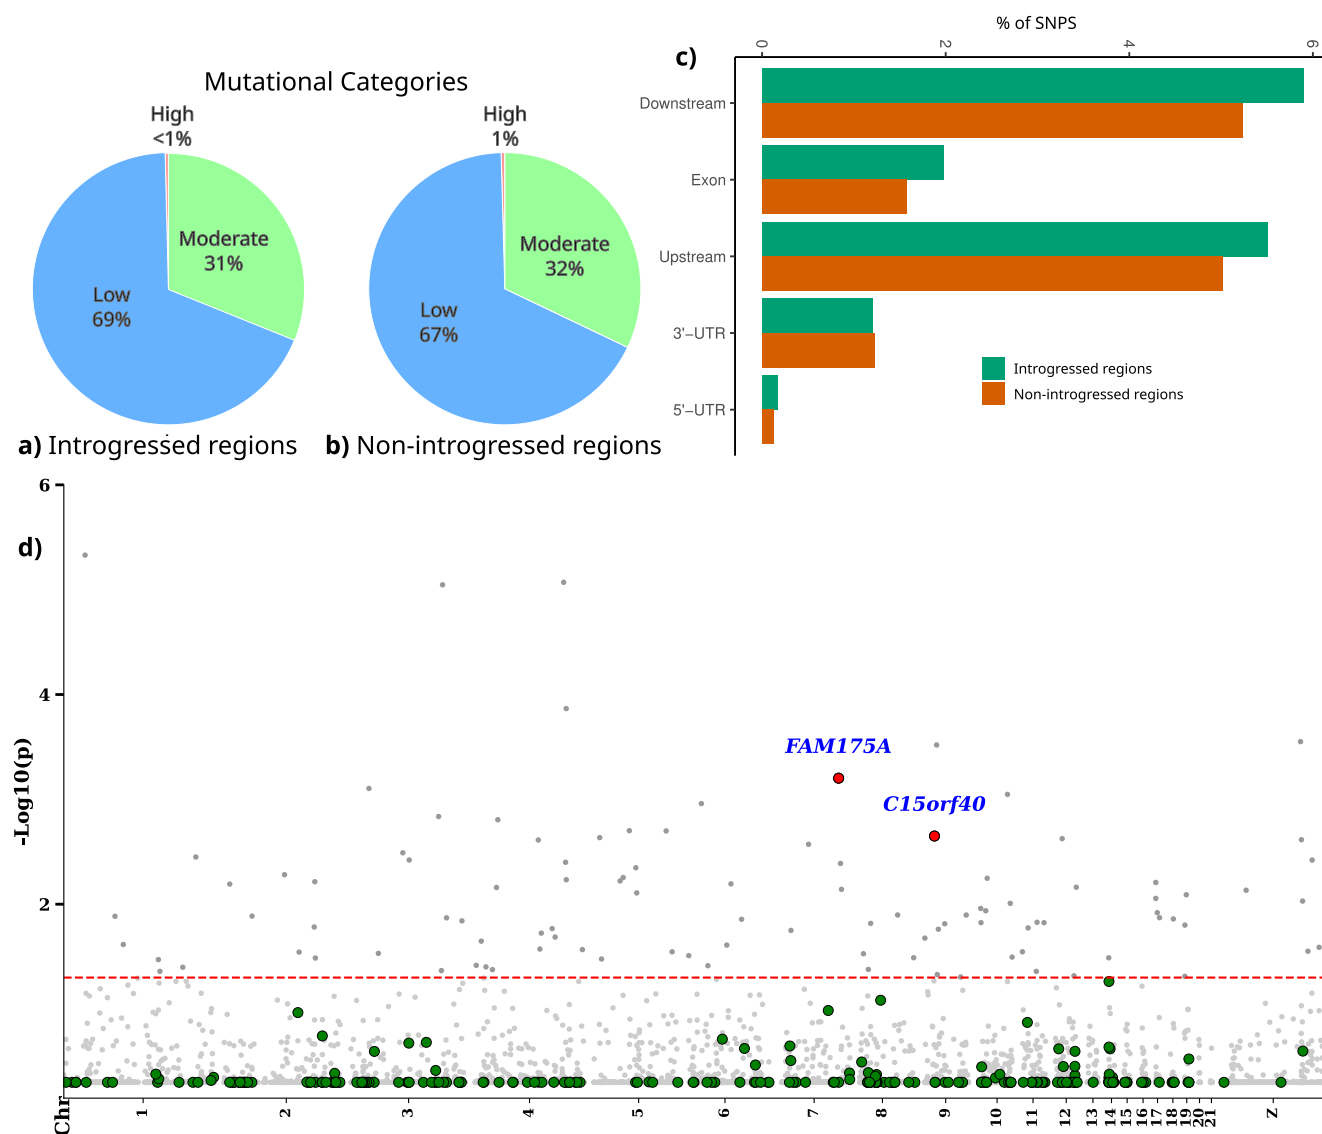 Mutational Categories
High
<1%
Moderate
31%
Low
69%
a) Introgressed regions
High
1%
Moderate
32%
Low
67%
b) Non-introgressed regions
c)
% of SNPS
0 2 4 6
Downstream
Exon
Upstream
3'−UTR
5'−UTR
Introgressed regions
Non-introgressed regions
d)
-Log10(p)
6
4
2
FAM175A
C15orf40
Chr
1 2 3 4 5 6 7 8 9 10 11 12 13 14 15 16 17 18 19 20 21 Z